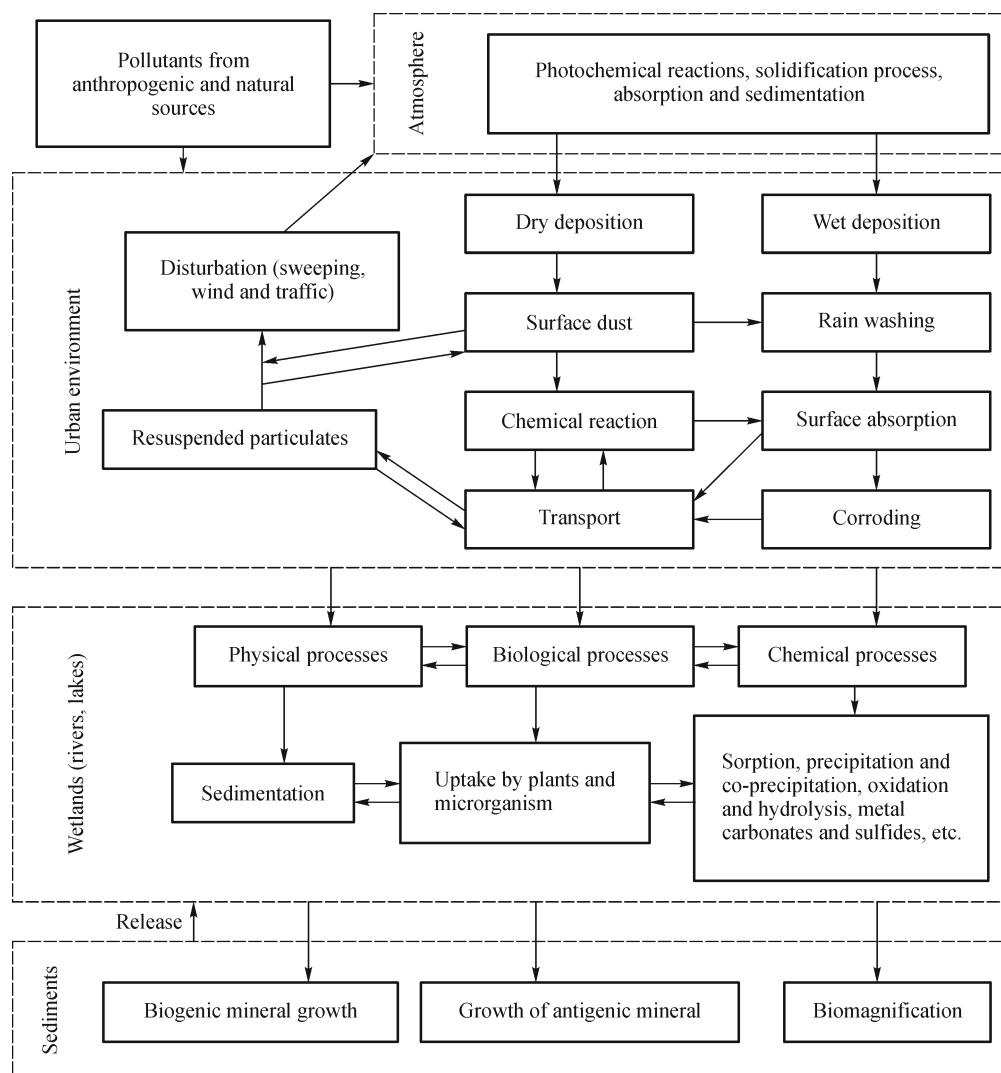 Pollutants from
anthropogenic and natural
sources
Atmosphere
Photochemical reactions, solidification process,
absorption and sedimentation
Urban environment
Dry deposition
Wet deposition
Disturbation (sweeping,
wind and traffic)
Surface dust
Rain washing
Resuspended particulates
Chemical reaction
Surface absorption
Transport
Corroding
Wetlands (rivers, lakes)
Physical processes
Biological processes
Chemical processes
Sedimentation
Uptake by plants and
microrganism
Sorption, precipitation and
co-precipitation, oxidation
and hydrolysis, metal
carbonates and sulfides, etc.
Release
Sediments
Biogenic mineral growth
Growth of antigenic mineral
Biomagnification